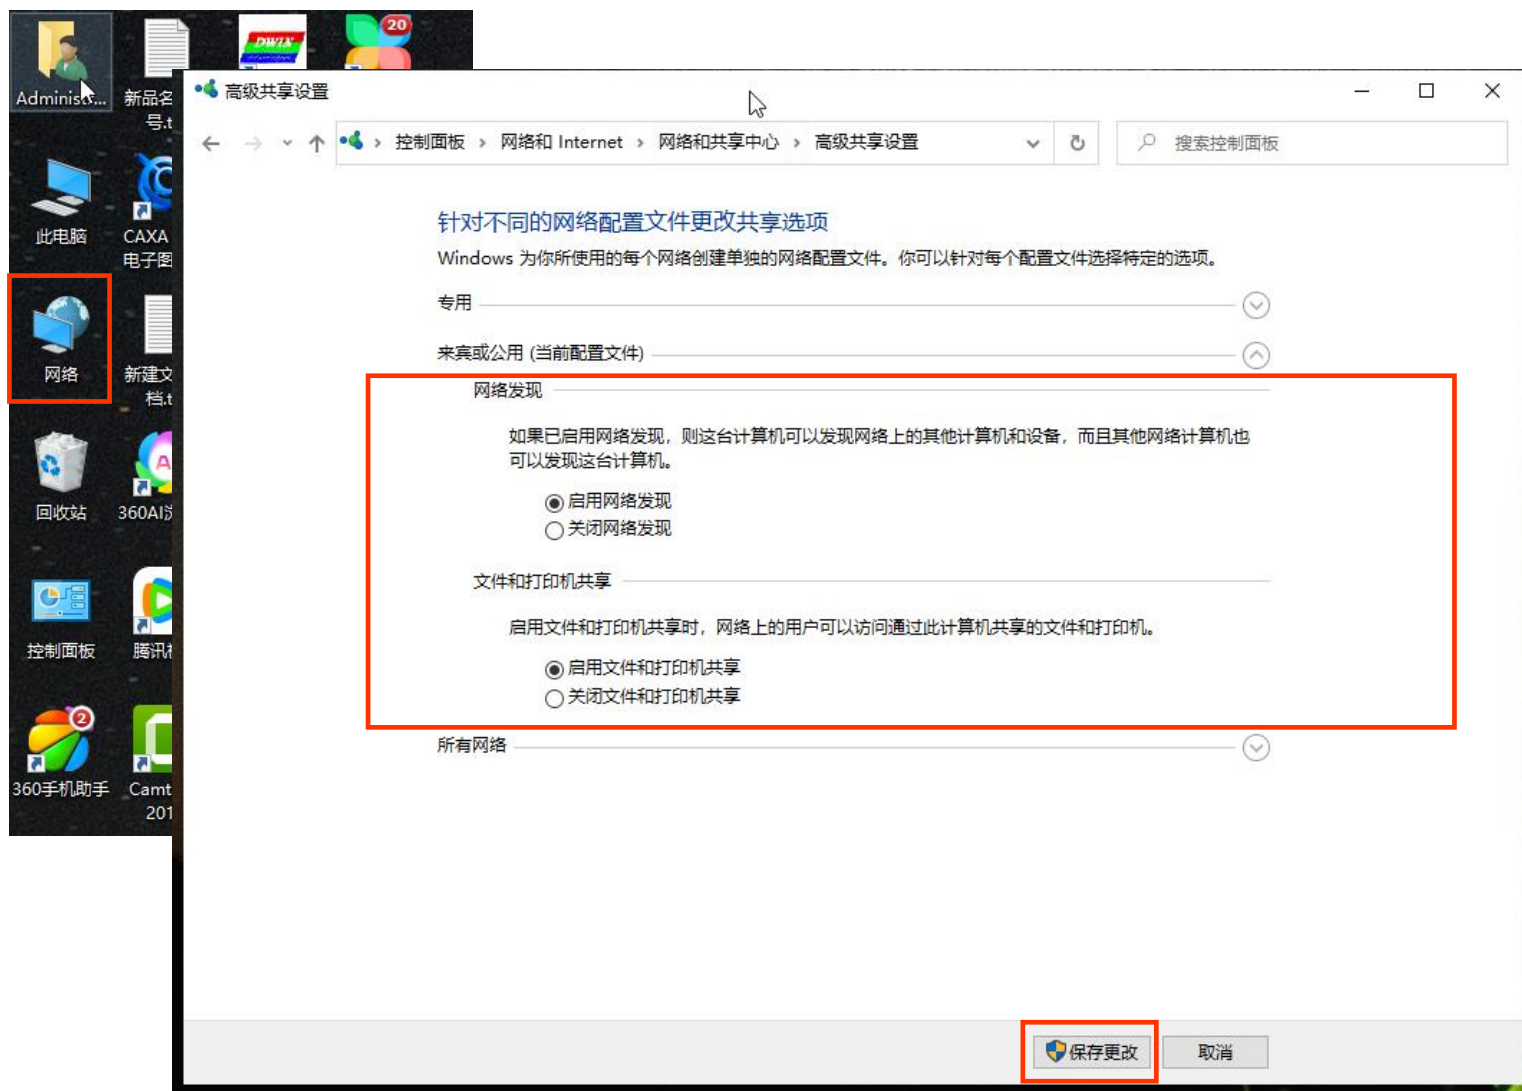 20
DWIN
Adminis...
新品名
号.t
此电脑
CAXA
电子图
网络
新建文
档.t
回收站
360AI浏
控制面板
腾讯视
2
360手机助手
Camt
201
高级共享设置
控制面板 › 网络和 Internet › 网络和共享中心 › 高级共享设置
搜索控制面板
针对不同的网络配置文件更改共享选项
Windows 为你所使用的每个网络创建单独的网络配置文件。你可以针对每个配置文件选择特定的选项。
专用
来宾或公用 (当前配置文件)
网络发现
如果已启用网络发现，则这台计算机可以发现网络上的其他计算机和设备，而且其他网络计算机也
可以发现这台计算机。
启用网络发现
关闭网络发现
文件和打印机共享
启用文件和打印机共享时，网络上的用户可以访问通过此计算机共享的文件和打印机。
启用文件和打印机共享
关闭文件和打印机共享
所有网络
保存更改
取消